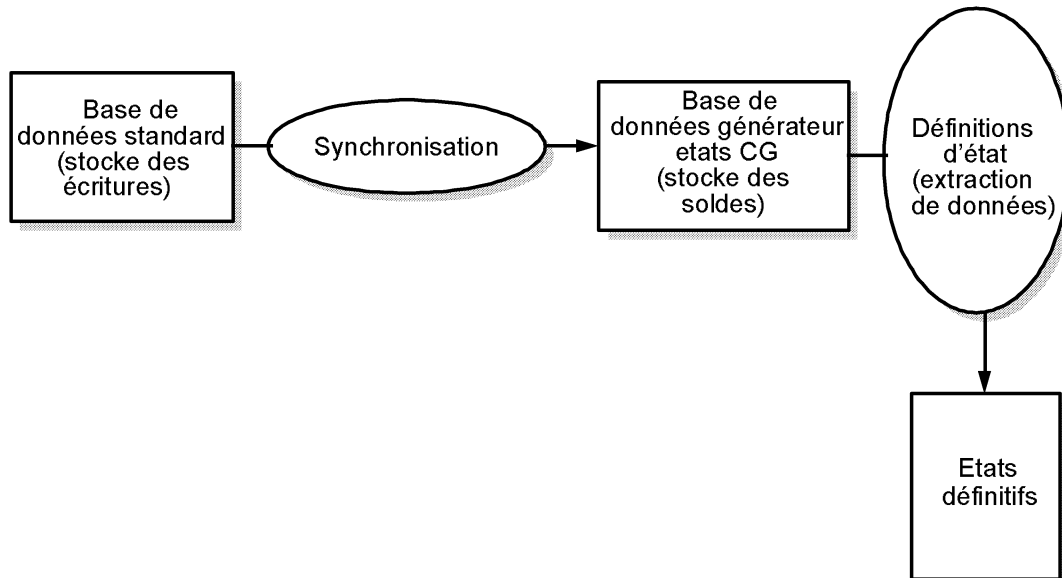 Base de
données standard
(stocke des
écritures)
Synchronisation
Base de
données générateur
etats CG
(stocke des
soldes)
Définitions
d'état
(extraction
de données)
Etats
définitifs